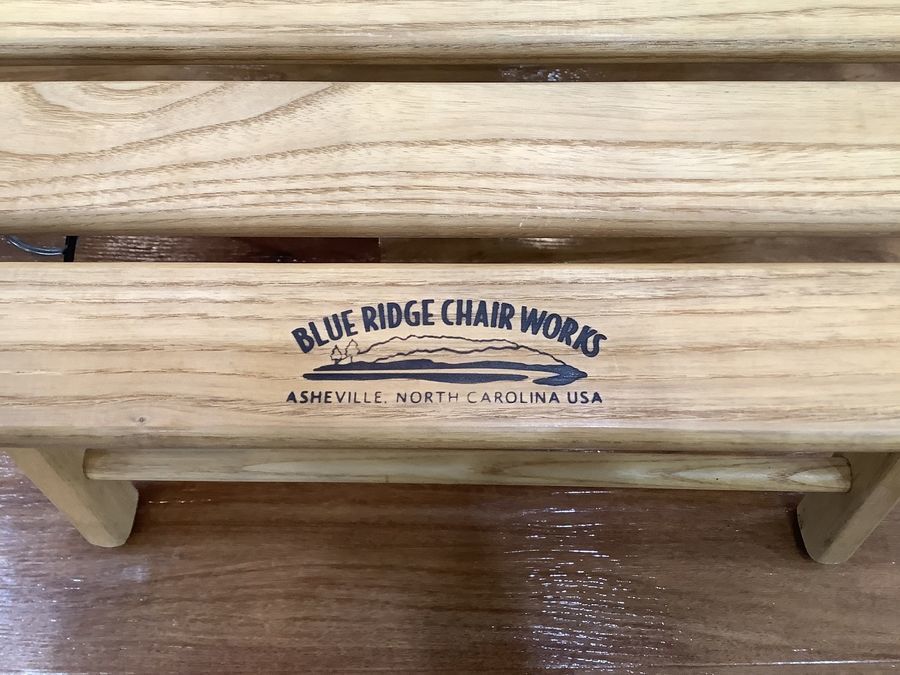 BLUE RIDGE CHAIR WORKS
ASHEVILLE, NORTH CAROLINA USA